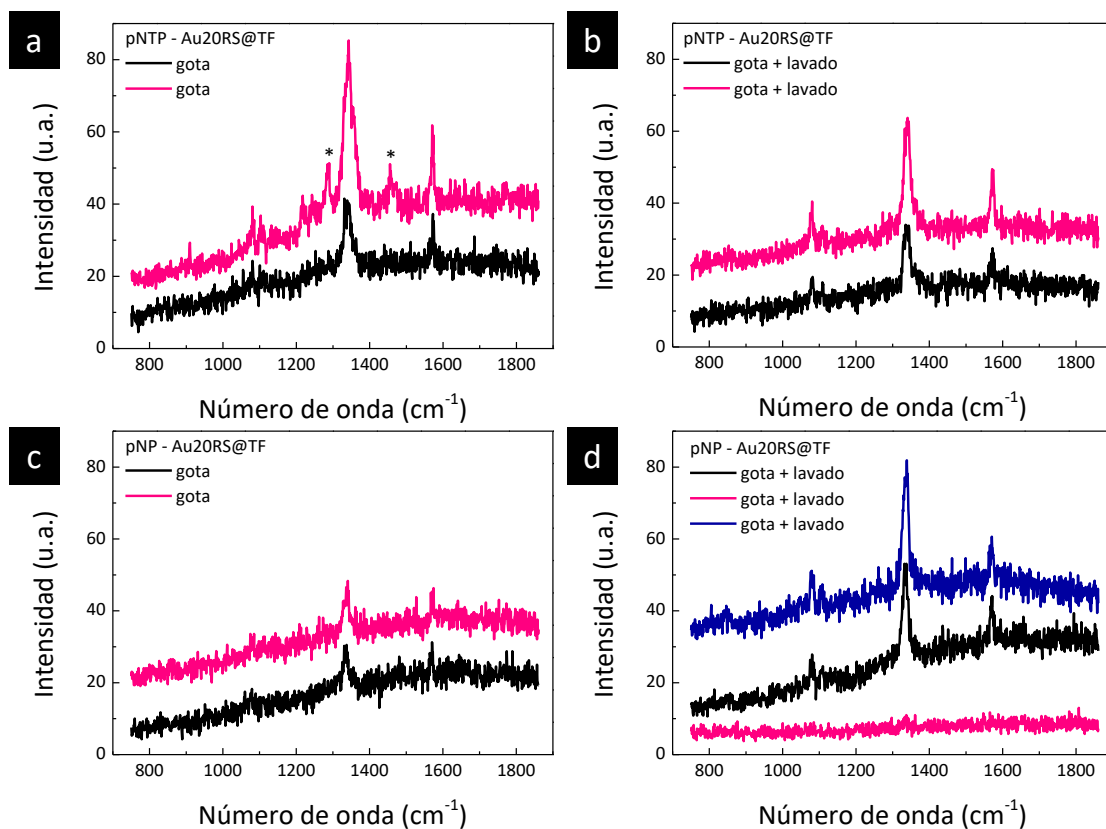 a
pNTP - Au20RS@TF
gota
gota
* *
80
60
40
20
0
800 1000 1200 1400 1600 1800
Intensidad (u.a.)
Número de onda (cm⁻¹)
b
pNTP - Au20RS@TF
gota + lavado
gota + lavado
80
60
40
20
0
800 1000 1200 1400 1600 1800
Intensidad (u.a.)
Número de onda (cm⁻¹)
c
pNP - Au20RS@TF
gota
gota
80
60
40
20
0
800 1000 1200 1400 1600 1800
Intensidad (u.a.)
Número de onda (cm⁻¹)
d
pNP - Au20RS@TF
gota + lavado
gota + lavado
gota + lavado
80
60
40
20
0
800 1000 1200 1400 1600 1800
Intensidad (u.a.)
Número de onda (cm⁻¹)